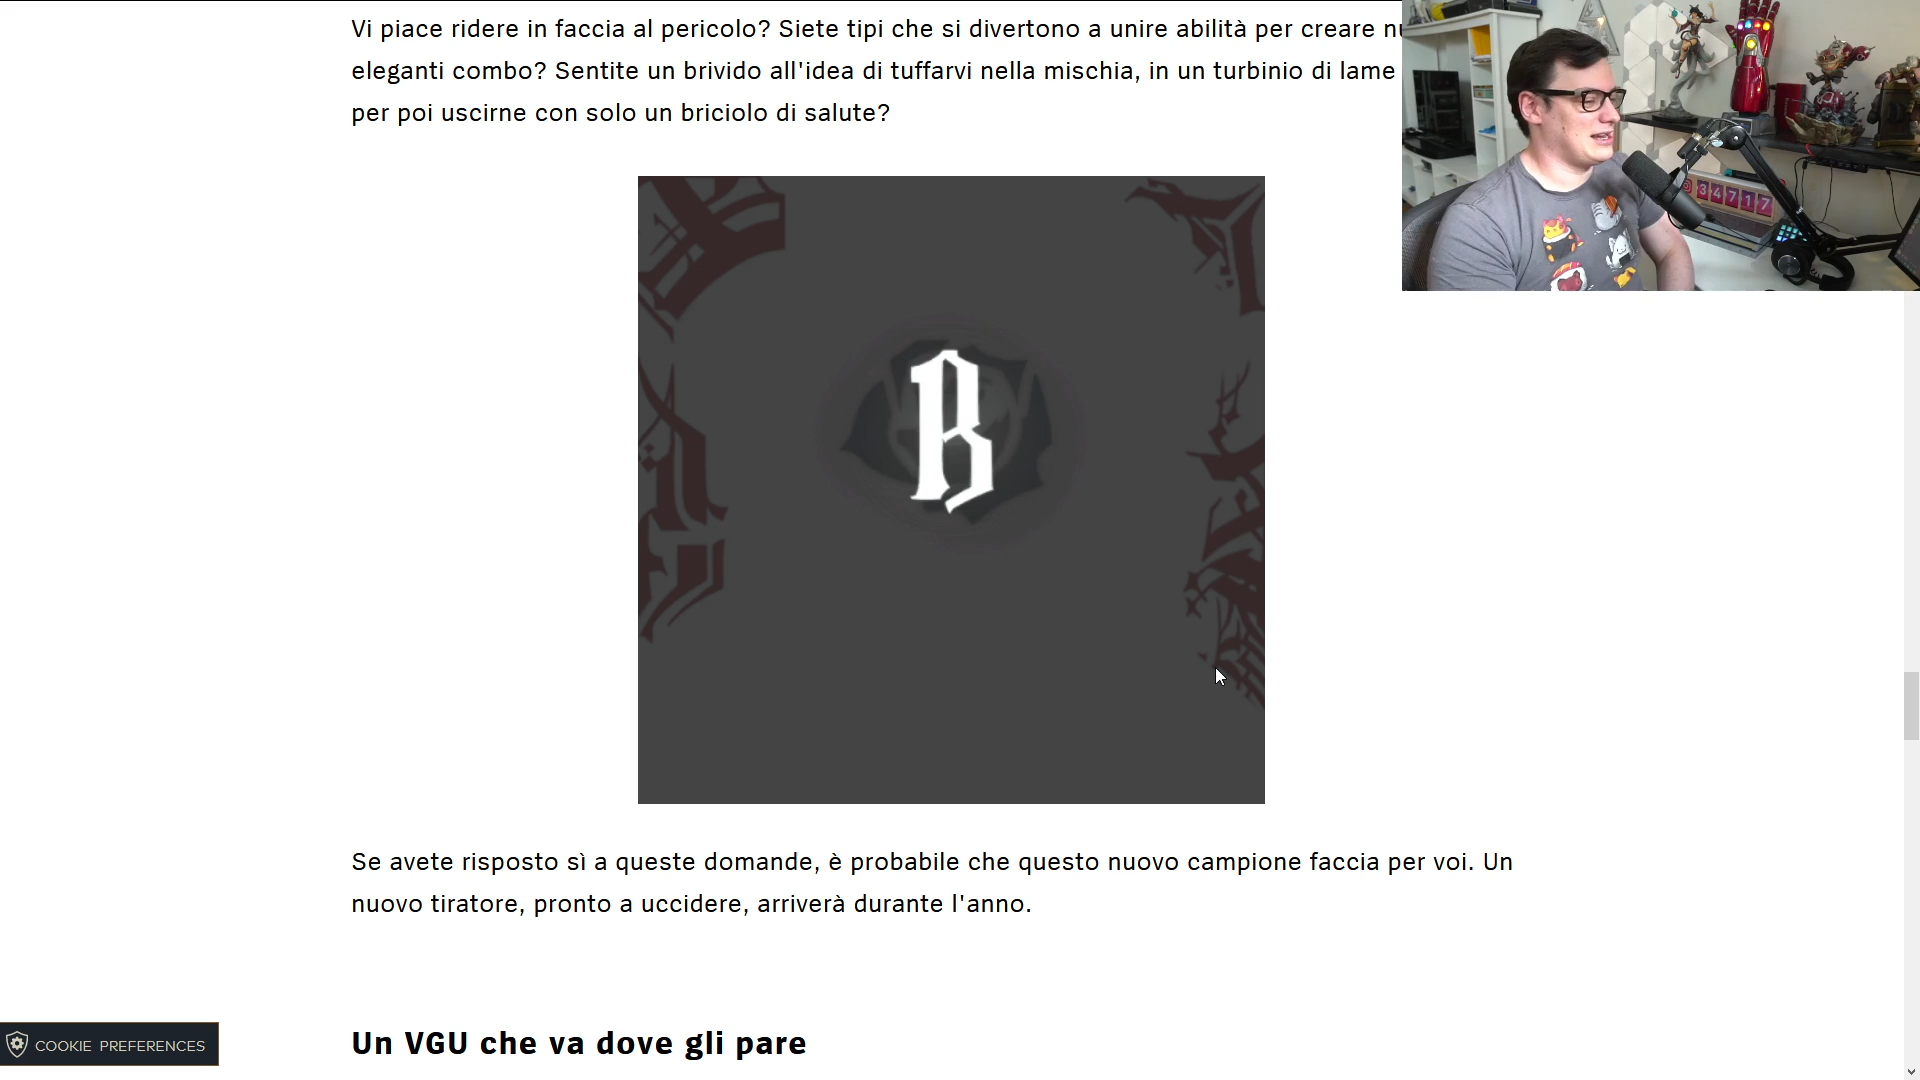 Vi piace ridere in faccia al pericolo? Siete tipi che si divertono a unire abilità per creare
eleganti combo? Sentite un brivido all'idea di tuffarvi nella mischia, in un turbinio di lame
per poi uscirne con solo un briciolo di salute?
34717
B
Se avete risposto sì a queste domande, è probabile che questo nuovo campione faccia per voi. Un
nuovo tiratore, pronto a uccidere, arriverà durante l'anno.
COOKIE PREFERENCES
Un VGU che va dove gli pare